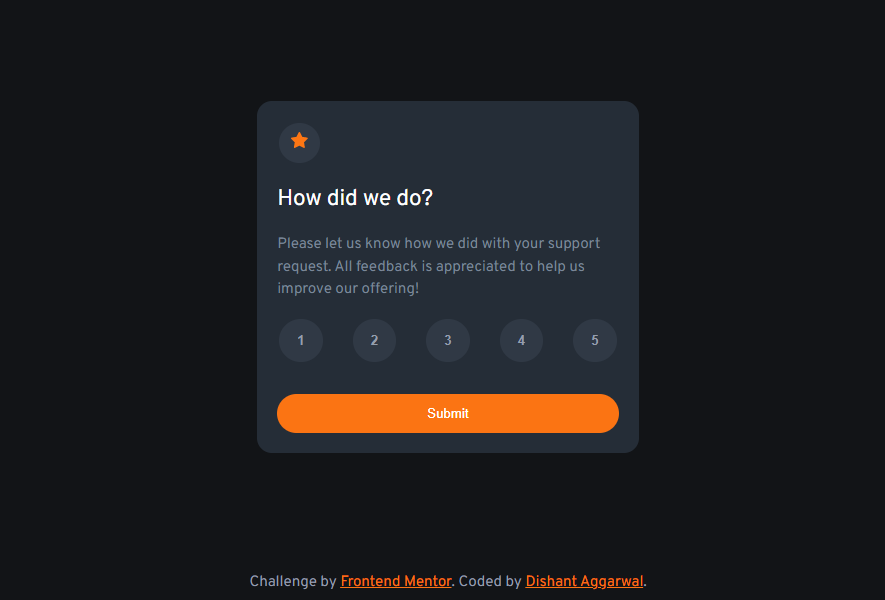 How did we do?
Please let us know how we did with your support
request. All feedback is appreciated to help us
improve our offering!
1 2 3 4 5
Submit
Challenge by Frontend Mentor. Coded by Dishant Aggarwal.